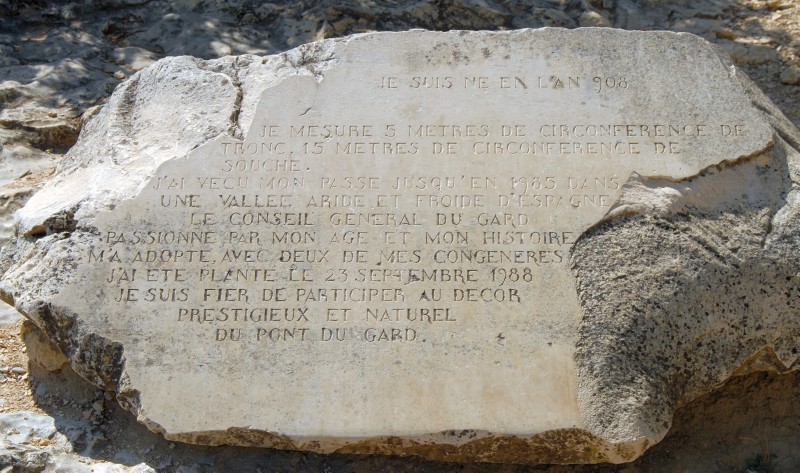 JE SUIS NE EN L'AN 908
JE MESURE 5 METRES DE CIRCONFERENCE DE
TRONC, 15 METRES DE CIRCONFERENCE DE
SOUCHE.
J'AI VECU MON PASSE JUSQU'EN 1985 DANS
UNE VALLEE ARIDE ET FROIDE D'ESPAGNE
LE CONSEIL GENERAL DU GARD
PASSIONNE PAR MON AGE ET MON HISTOIRE
M'A ADOPTE, AVEC DEUX DE MES CONGENERES
J'AI ETE PLANTE LE 23 SEPTEMBRE 1988
JE SUIS FIER DE PARTICIPER AU DECOR
PRESTIGIEUX ET NATUREL
DU PONT DU GARD.